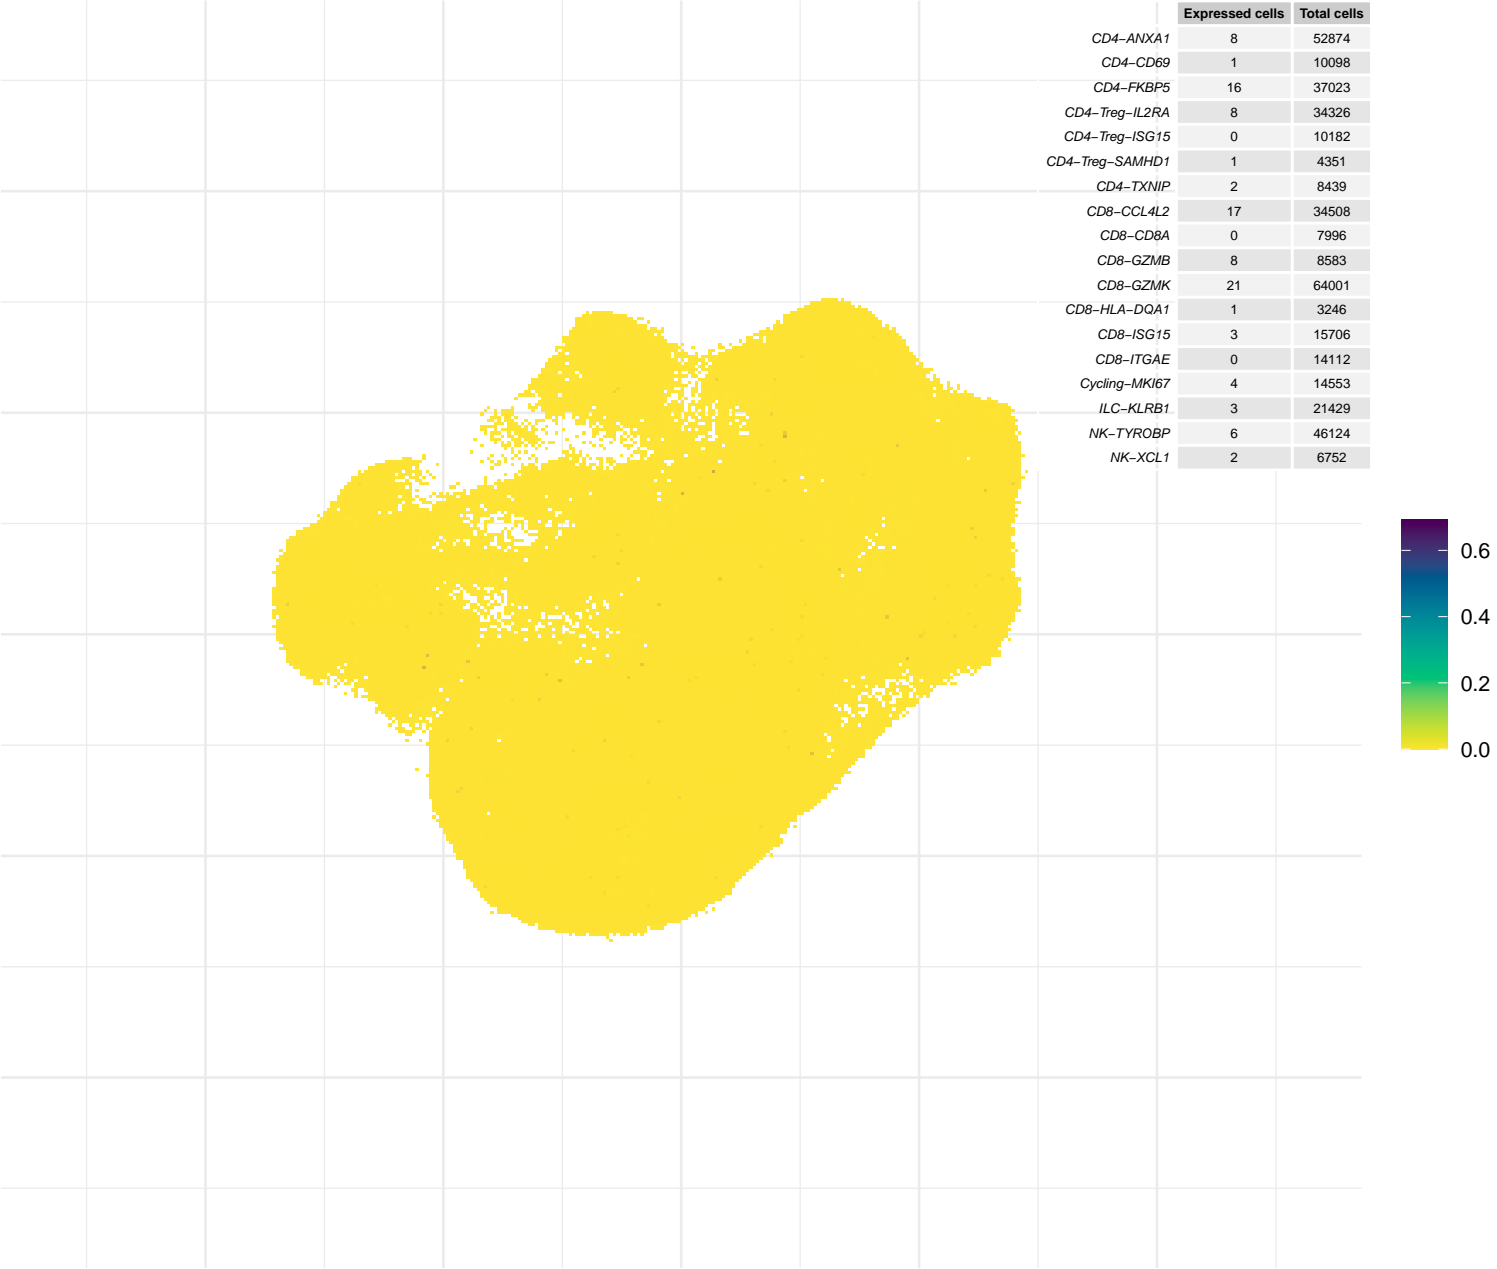 Expressed cells Total cells
CD4−ANXA1 8 52874
CD4−CD69 1 10098
CD4−FKBP5 16 37023
CD4−Treg−IL2RA 8 34326
CD4−Treg−ISG15 0 10182
CD4−Treg−SAMHD1 1 4351
CD4−TXNIP 2 8439
CD8−CCL4L2 17 34508
CD8−CD8A 0 7996
CD8−GZMB 8 8583
CD8−GZMK 21 64001
CD8−HLA−DQA1 1 3246
CD8−ISG15 3 15706
CD8−ITGAE 0 14112
Cycling−MKI67 4 14553
ILC−KLRB1 3 21429
NK−TYROBP 6 46124
NK−XCL1 2 6752
0.6
0.4
0.2
0.0